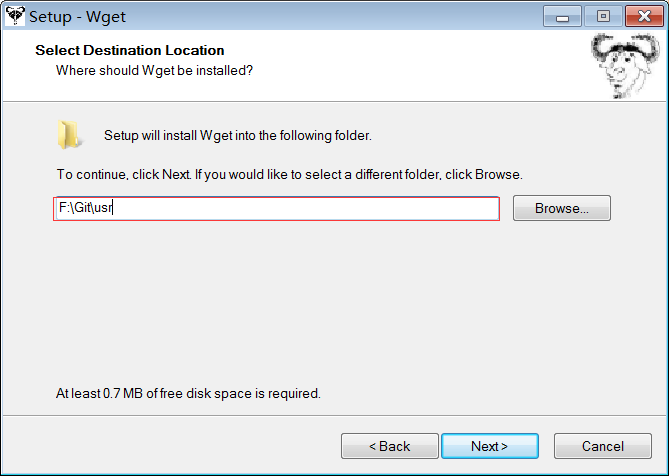 Setup - Wget
Select Destination Location
Where should Wget be installed?
Setup will install Wget into the following folder.
To continue, click Next. If you would like to select a different folder, click Browse.
F:\Git\usr
Browse...
At least 0.7 MB of free disk space is required.
< Back
Next >
Cancel